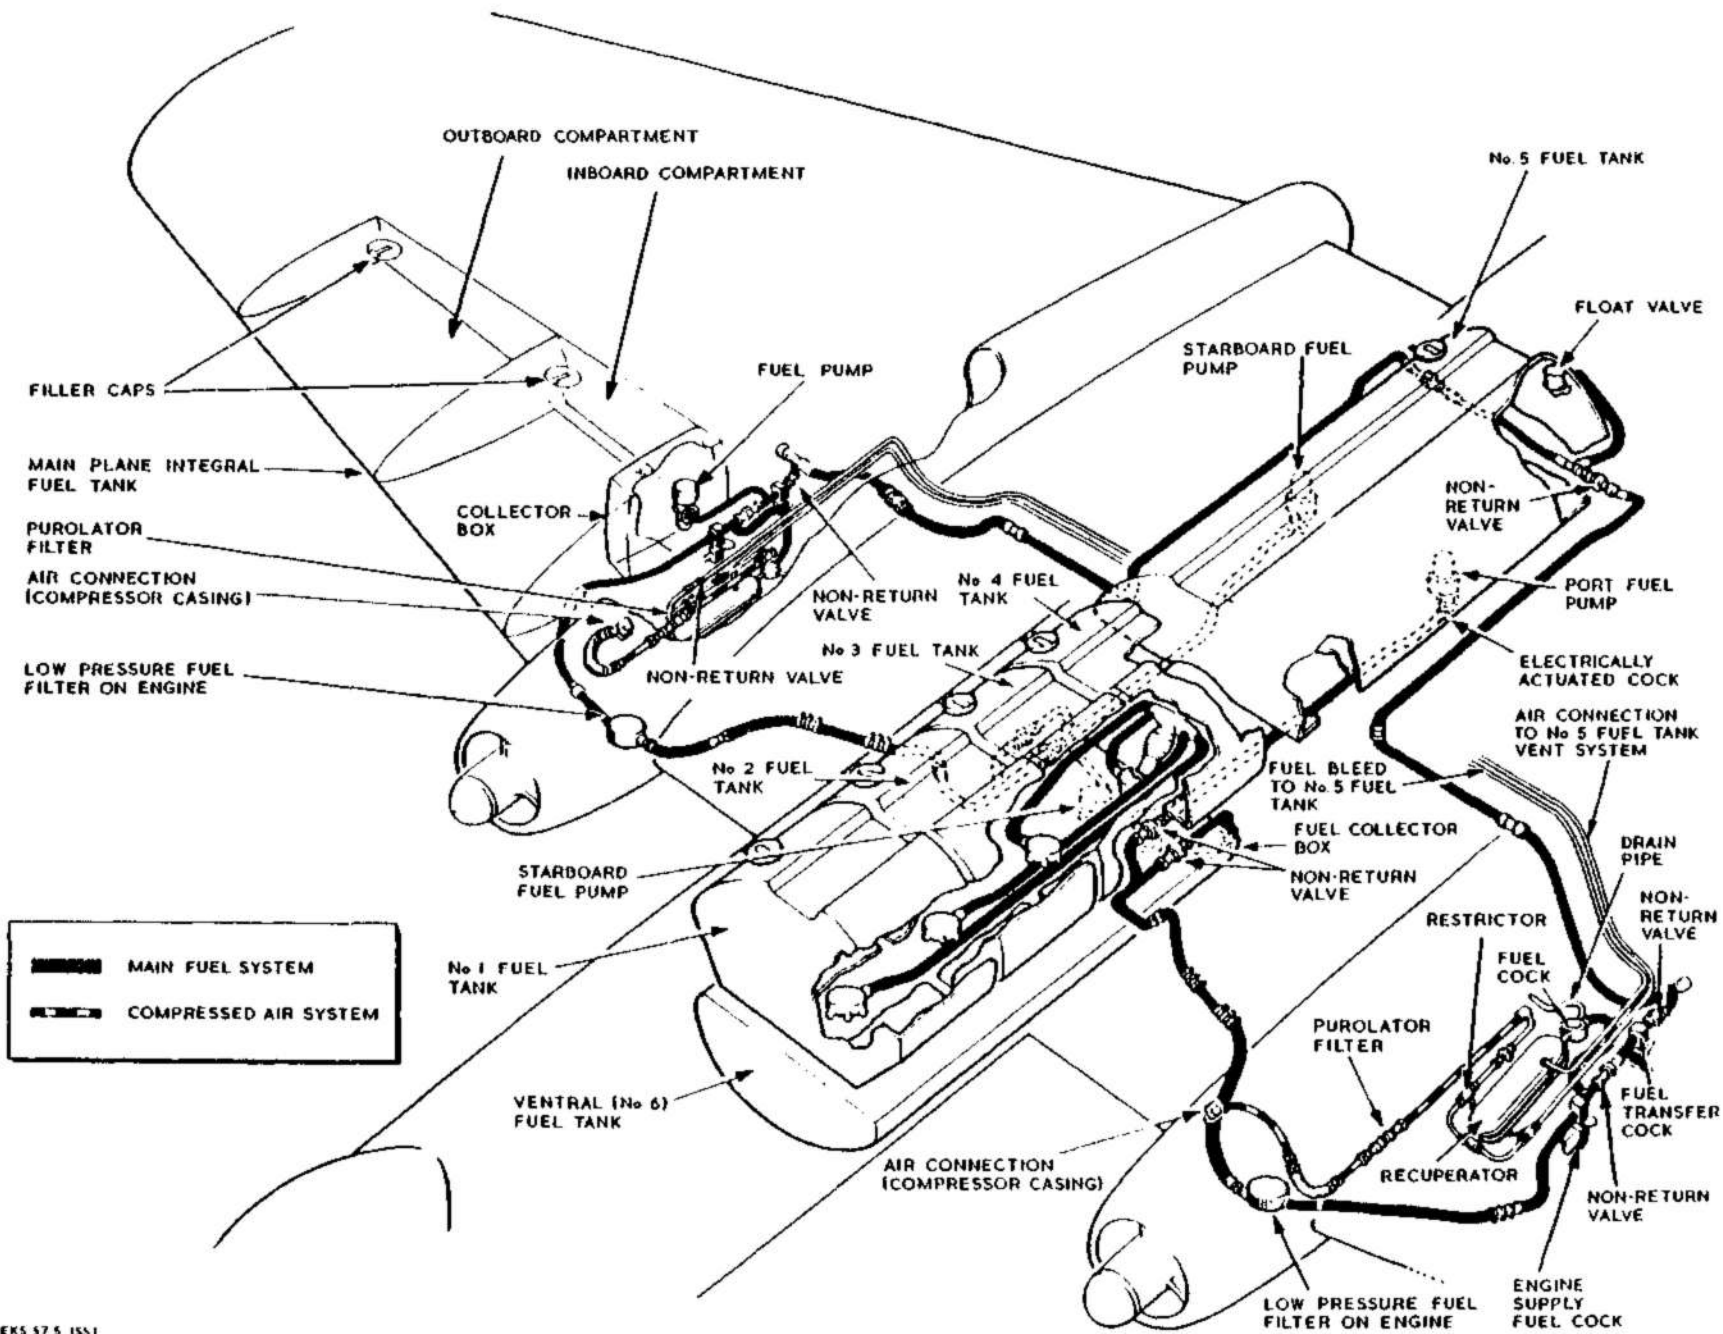 OUTBOARD COMPARTMENT
INBOARD COMPARTMENT
No. 5 FUEL TANK
FLOAT VALVE
STARBOARD FUEL
PUMP
FUEL PUMP
FILLER CAPS
MAIN PLANE INTEGRAL
FUEL TANK
COLLECTOR
BOX
PUROLATOR
FILTER
AIR CONNECTION
(COMPRESSOR CASING)
NON-
RETURN
VALVE
NON-RETURN
VALVE
No 4 FUEL
TANK
PORT FUEL
PUMP
No 3 FUEL TANK
LOW PRESSURE FUEL
FILTER ON ENGINE
NON-RETURN VALVE
ELECTRICALLY
ACTUATED COCK
AIR CONNECTION
TO No 5 FUEL TANK
VENT SYSTEM
No 2 FUEL
TANK
FUEL BLEED
TO No. 5 FUEL
TANK
FUEL COLLECTOR
BOX
DRAIN
PIPE
STARBOARD
FUEL PUMP
NON-RETURN
VALVE
NON-
RETURN
VALVE
RESTRICTOR
FUEL
COCK
No 1 FUEL
TANK
MAIN FUEL SYSTEM
COMPRESSED AIR SYSTEM
PUROLATOR
FILTER
VENTRAL (No 6)
FUEL TANK
FUEL
TRANSFER
COCK
AIR CONNECTION
(COMPRESSOR CASING)
RECUPERATOR
NON-RETURN
VALVE
LOW PRESSURE FUEL
FILTER ON ENGINE
ENGINE
SUPPLY
FUEL COCK